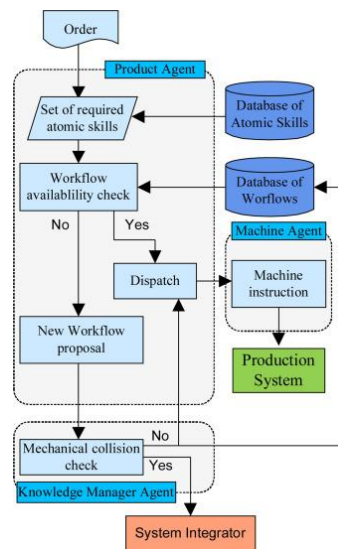 Order
Product Agent
Set of required
atomic skills
Database of
Atomic Skills
Workflow
availablility check
Database of
Worflows
No
Yes
Machine Agent
Dispatch
Machine
instruction
New Workflow
proposal
Production
System
Mechanical collision
check
No
Yes
Knowledge Manager Agent
System Integrator